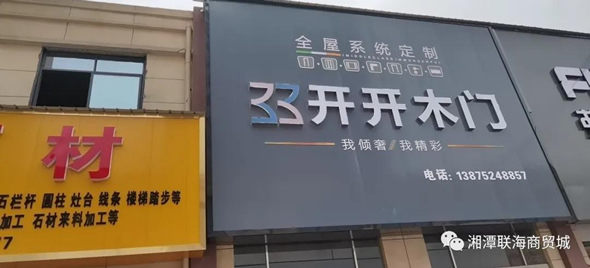 全屋系统定制
开开木门
我倾奢//我精彩
电话: 13875248857
材
石栏杆 圆柱 灶台 线条 楼梯踏步等
加工 石材来料加工等
7
F
湘潭联海商贸城